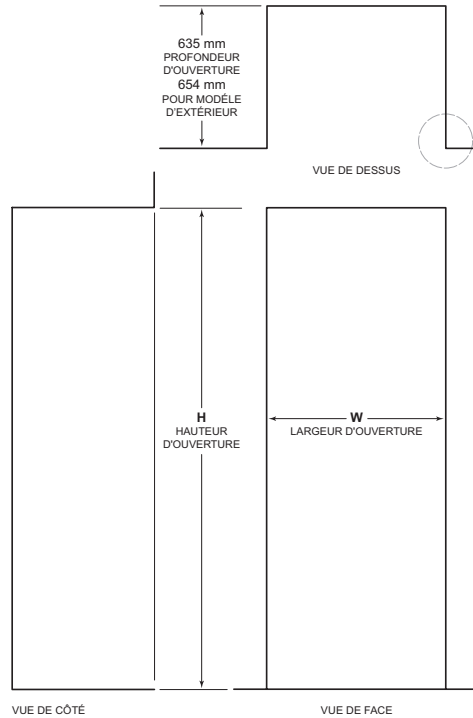 635 mm
PROFONDEUR
D'OUVERTURE
654 mm
POUR MODÈLE
D'EXTÉRIEUR
VUE DE DESSUS
H
HAUTEUR
D'OUVERTURE
W
LARGEUR D'OUVERTURE
VUE DE CÔTÉ
VUE DE FACE